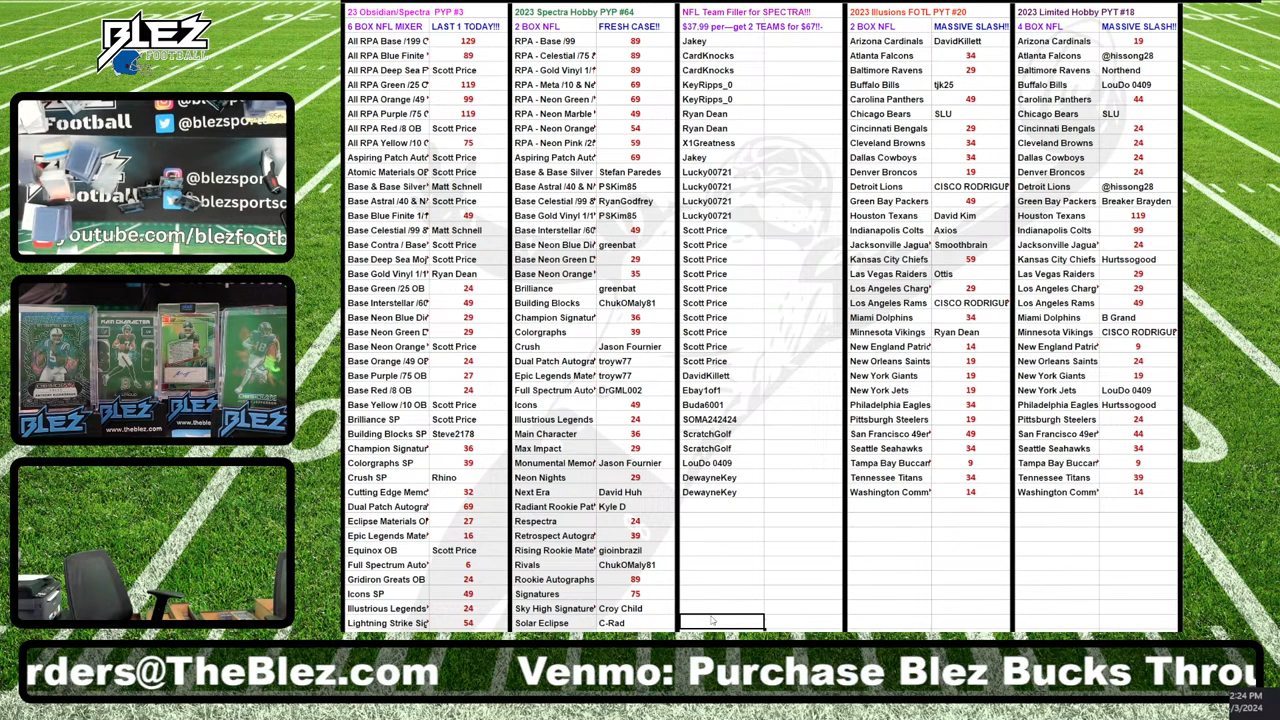 BLEZ
FOOTBALL
Football
@blezsports
@blezspor
@blezsportsc
youtube.com/blezfootb
MAIN CHARACTER
BLEZ
BLEZ
BLEZ
BLEZ
www.theblez
23 Obsidian/Spectra PYP #3
6 BOX NFL MIXER LAST 1 TODAY!!!
All RPA Base /199 129
All RPA Blue Finite 89
All RPA Deep Sea Scott Price
All RPA Green /25 119
All RPA Orange /49 99
All RPA Purple /75 119
All RPA Red /8 OB Scott Price
All RPA Yellow /10 75
Aspiring Patch Aut Scott Price
Atomic Materials Scott Price
Base & Base Silver Matt Schnell
Base Astral /40 & N Scott Price
Base Blue Finite 1/ 49
Base Celestial /99 & Matt Schnell
Base Contra / Base Scott Price
Base Deep Sea Moj Scott Price
Base Gold Vinyl 1/1 Ryan Dean
Base Green /25 OB 24
Base Interstellar /60 49
Base Neon Blue Di 29
Base Neon Green D 29
Base Neon Orange Scott Price
Base Orange /49 OB 24
Base Purple /75 OB 27
Base Red /8 OB 24
Base Yellow /10 OB Scott Price
Brilliance SP Scott Price
Building Blocks SP Steve2178
Champion Signatur 36
Colorgraphs SP 39
Crush SP Rhino
Cutting Edge Memo 32
Dual Patch Autogra 69
Eclipse Materials O 27
Epic Legends Mate 16
Equinox OB Scott Price
Full Spectrum Auto 6
Gridiron Greats OB 24
Icons SP 49
Illustrious Legends 24
Lightning Strike Sig 54
2023 Spectra Hobby PYP #64
2 BOX NFL FRESH CASE!!
RPA - Base /99 89
RPA - Celestial /75 89
RPA - Gold Vinyl 1/ 89
RPA - Meta /10 & Ne 69
RPA - Neon Green / 69
RPA - Neon Marble 49
RPA - Neon Orange 54
RPA - Neon Pink /2 59
Aspiring Patch Aut 69
Base & Base Silver Stefan Paredes
Base Astral /40 & N PSKim85
Base Celestial /99 & RyanGodfrey
Base Gold Vinyl 1/1 PSKim85
Base Interstellar /60 49
Base Neon Blue Di greenbat
Base Neon Green D 29
Base Neon Orange 35
Brilliance greenbat
Building Blocks ChukOMaly81
Champion Signatur 36
Colorgraphs 39
Crush Jason Fournier
Dual Patch Autogra troyw77
Epic Legends Mate troyw77
Full Spectrum Auto DrGML002
Icons 49
Illustrious Legends 24
Main Character 36
Max Impact 29
Monumental Memo Jason Fournier
Neon Nights 29
Next Era David Huh
Radiant Rookie Pat Kyle D
Respectra 24
Retrospect Autogra 39
Rising Rookie Mate gioinbrazil
Rivals ChukOMaly81
Rookie Autographs 89
Signatures 75
Sky High Signature Croy Child
Solar Eclipse C-Rad
NFL Team Filler for SPECTRA!!!
$37.99 per---get 2 TEAMS for $67!!-
Jakey
CardKnocks
CardKnocks
KeyRipps_0
KeyRipps_0
Ryan Dean
Ryan Dean
X1Greatness
Jakey
Lucky00721
Lucky00721
Lucky00721
Lucky00721
Scott Price
Scott Price
Scott Price
Scott Price
Scott Price
Scott Price
Scott Price
Scott Price
Scott Price
Scott Price
DavidKillett
Ebay1of1
Buda6001
SOMA242424
ScratchGolf
ScratchGolf
LouDo 0409
DewayneKey
DewayneKey
2023 Illusions FOTL PYT #20
2 BOX NFL MASSIVE SLASH!!
Arizona Cardinals DavidKillett
Atlanta Falcons 34
Baltimore Ravens 29
Buffalo Bills tjk25
Carolina Panthers 49
Chicago Bears SLU
Cincinnati Bengals 29
Cleveland Browns 34
Dallas Cowboys 34
Denver Broncos 19
Detroit Lions CISCO RODRIGU
Green Bay Packers 49
Houston Texans David Kim
Indianapolis Colts Axios
Jacksonville Jagua Smoothbrain
Kansas City Chiefs 59
Las Vegas Raiders Ottis
Los Angeles Charg 29
Los Angeles Rams CISCO RODRIGU
Miami Dolphins 34
Minnesota Vikings Ryan Dean
New England Patri 14
New Orleans Saints 19
New York Giants 19
New York Jets 19
Philadelphia Eagles 34
Pittsburgh Steelers 19
San Francisco 49er 49
Seattle Seahawks 34
Tampa Bay Buccan 9
Tennessee Titans 34
Washington Comm 14
2023 Limited Hobby PYT #18
4 BOX NFL MASSIVE SLASH!!
Arizona Cardinals 19
Atlanta Falcons @hissong28
Baltimore Ravens Northend
Buffalo Bills LouDo 0409
Carolina Panthers 44
Chicago Bears SLU
Cincinnati Bengals 24
Cleveland Browns 24
Dallas Cowboys 24
Denver Broncos 24
Detroit Lions @hissong28
Green Bay Packers Breaker Brayden
Houston Texans 119
Indianapolis Colts 99
Jacksonville Jagua 24
Kansas City Chiefs Hurtssogood
Las Vegas Raiders 29
Los Angeles Charg 29
Los Angeles Rams 49
Miami Dolphins B Grand
Minnesota Vikings CISCO RODRIGU
New England Patri 9
New Orleans Saints 24
New York Giants 19
New York Jets LouDo 0409
Philadelphia Eagles Hurtssogood
Pittsburgh Steelers 24
San Francisco 49er 44
Seattle Seahawks 34
Tampa Bay Buccan 9
Tennessee Titans 39
Washington Comm 14
rders@TheBlez.com Venmo: Purchase Blez Bucks Throu
2:24 PM
/3/2024